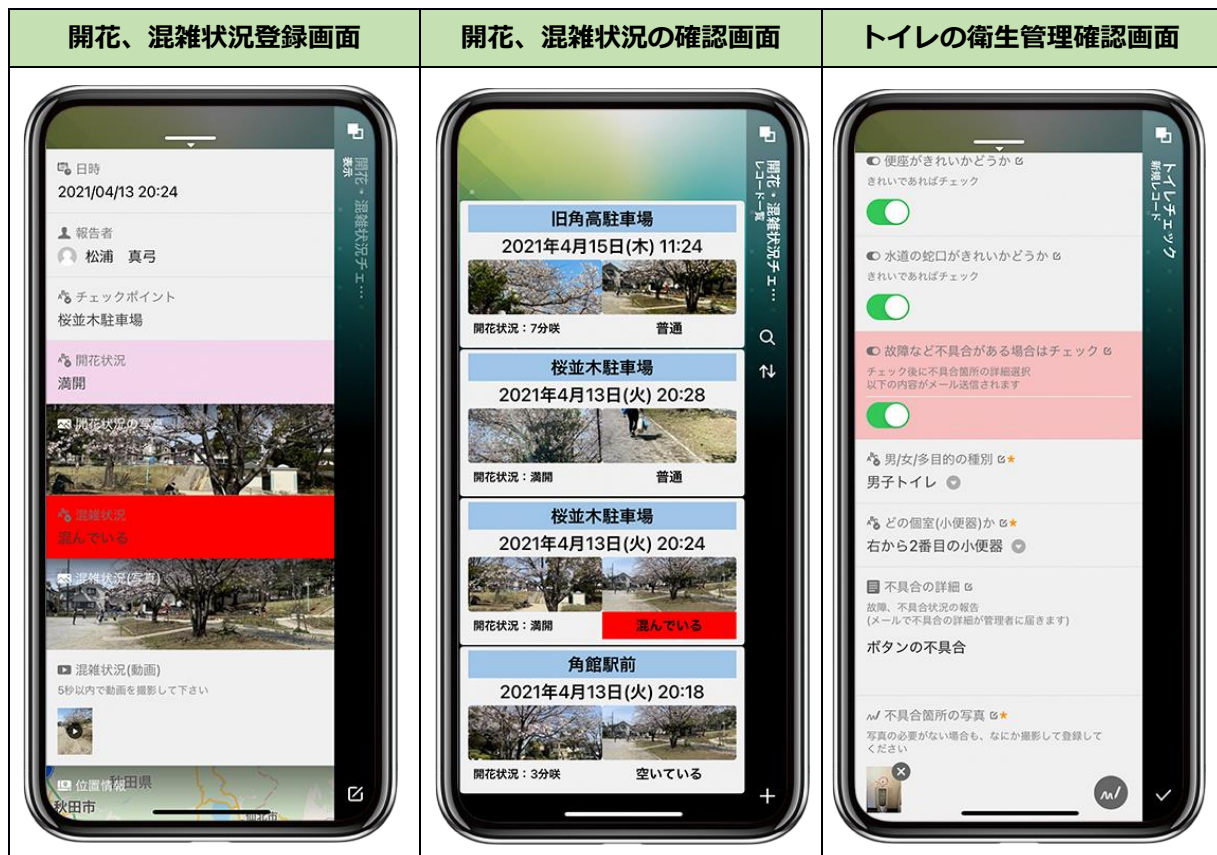 開花、混雑状況登録画面
開花、混雑状況の確認画面
トイレの衛生管理確認画面
日時
2021/04/13 20:24
報告者
松浦 真弓
チェックポイント
桜並木駐車場
開花状況
満開
開花状況の写真
混雑状況
混んでいる
混雑状況(写真)
混雑状況(動画)
5秒以内で動画を撮影して下さい
位置情報
秋田県
秋田市
仙北市
開花・混雑状況チェ…
表示
旧角高駐車場
2021年4月15日(木) 11:24
開花状況：7分咲 普通
桜並木駐車場
2021年4月13日(火) 20:28
開花状況：満開 普通
桜並木駐車場
2021年4月13日(火) 20:24
開花状況：満開 混んでいる
角館駅前
2021年4月13日(火) 20:18
開花状況：3分咲 空いている
開花・混雑状況チェ…
レコード一覧
便座がきれいかどうか
きれいであればチェック
水道の蛇口がきれいかどうか
きれいであればチェック
故障など不具合がある場合はチェック
チェック後に不具合箇所の詳細選択
以下の内容がメール送信されます
男/女/多目的の種別
男子トイレ
どの個室(小便器)か
右から2番目の小便器
不具合の詳細
故障、不具合状況の報告
(メールで不具合の詳細が管理者に届きます)
ボタンの不具合
不具合箇所の写真
写真の必要がない場合も、なにか撮影して登録して
ください
トイレチェック
新規レコード